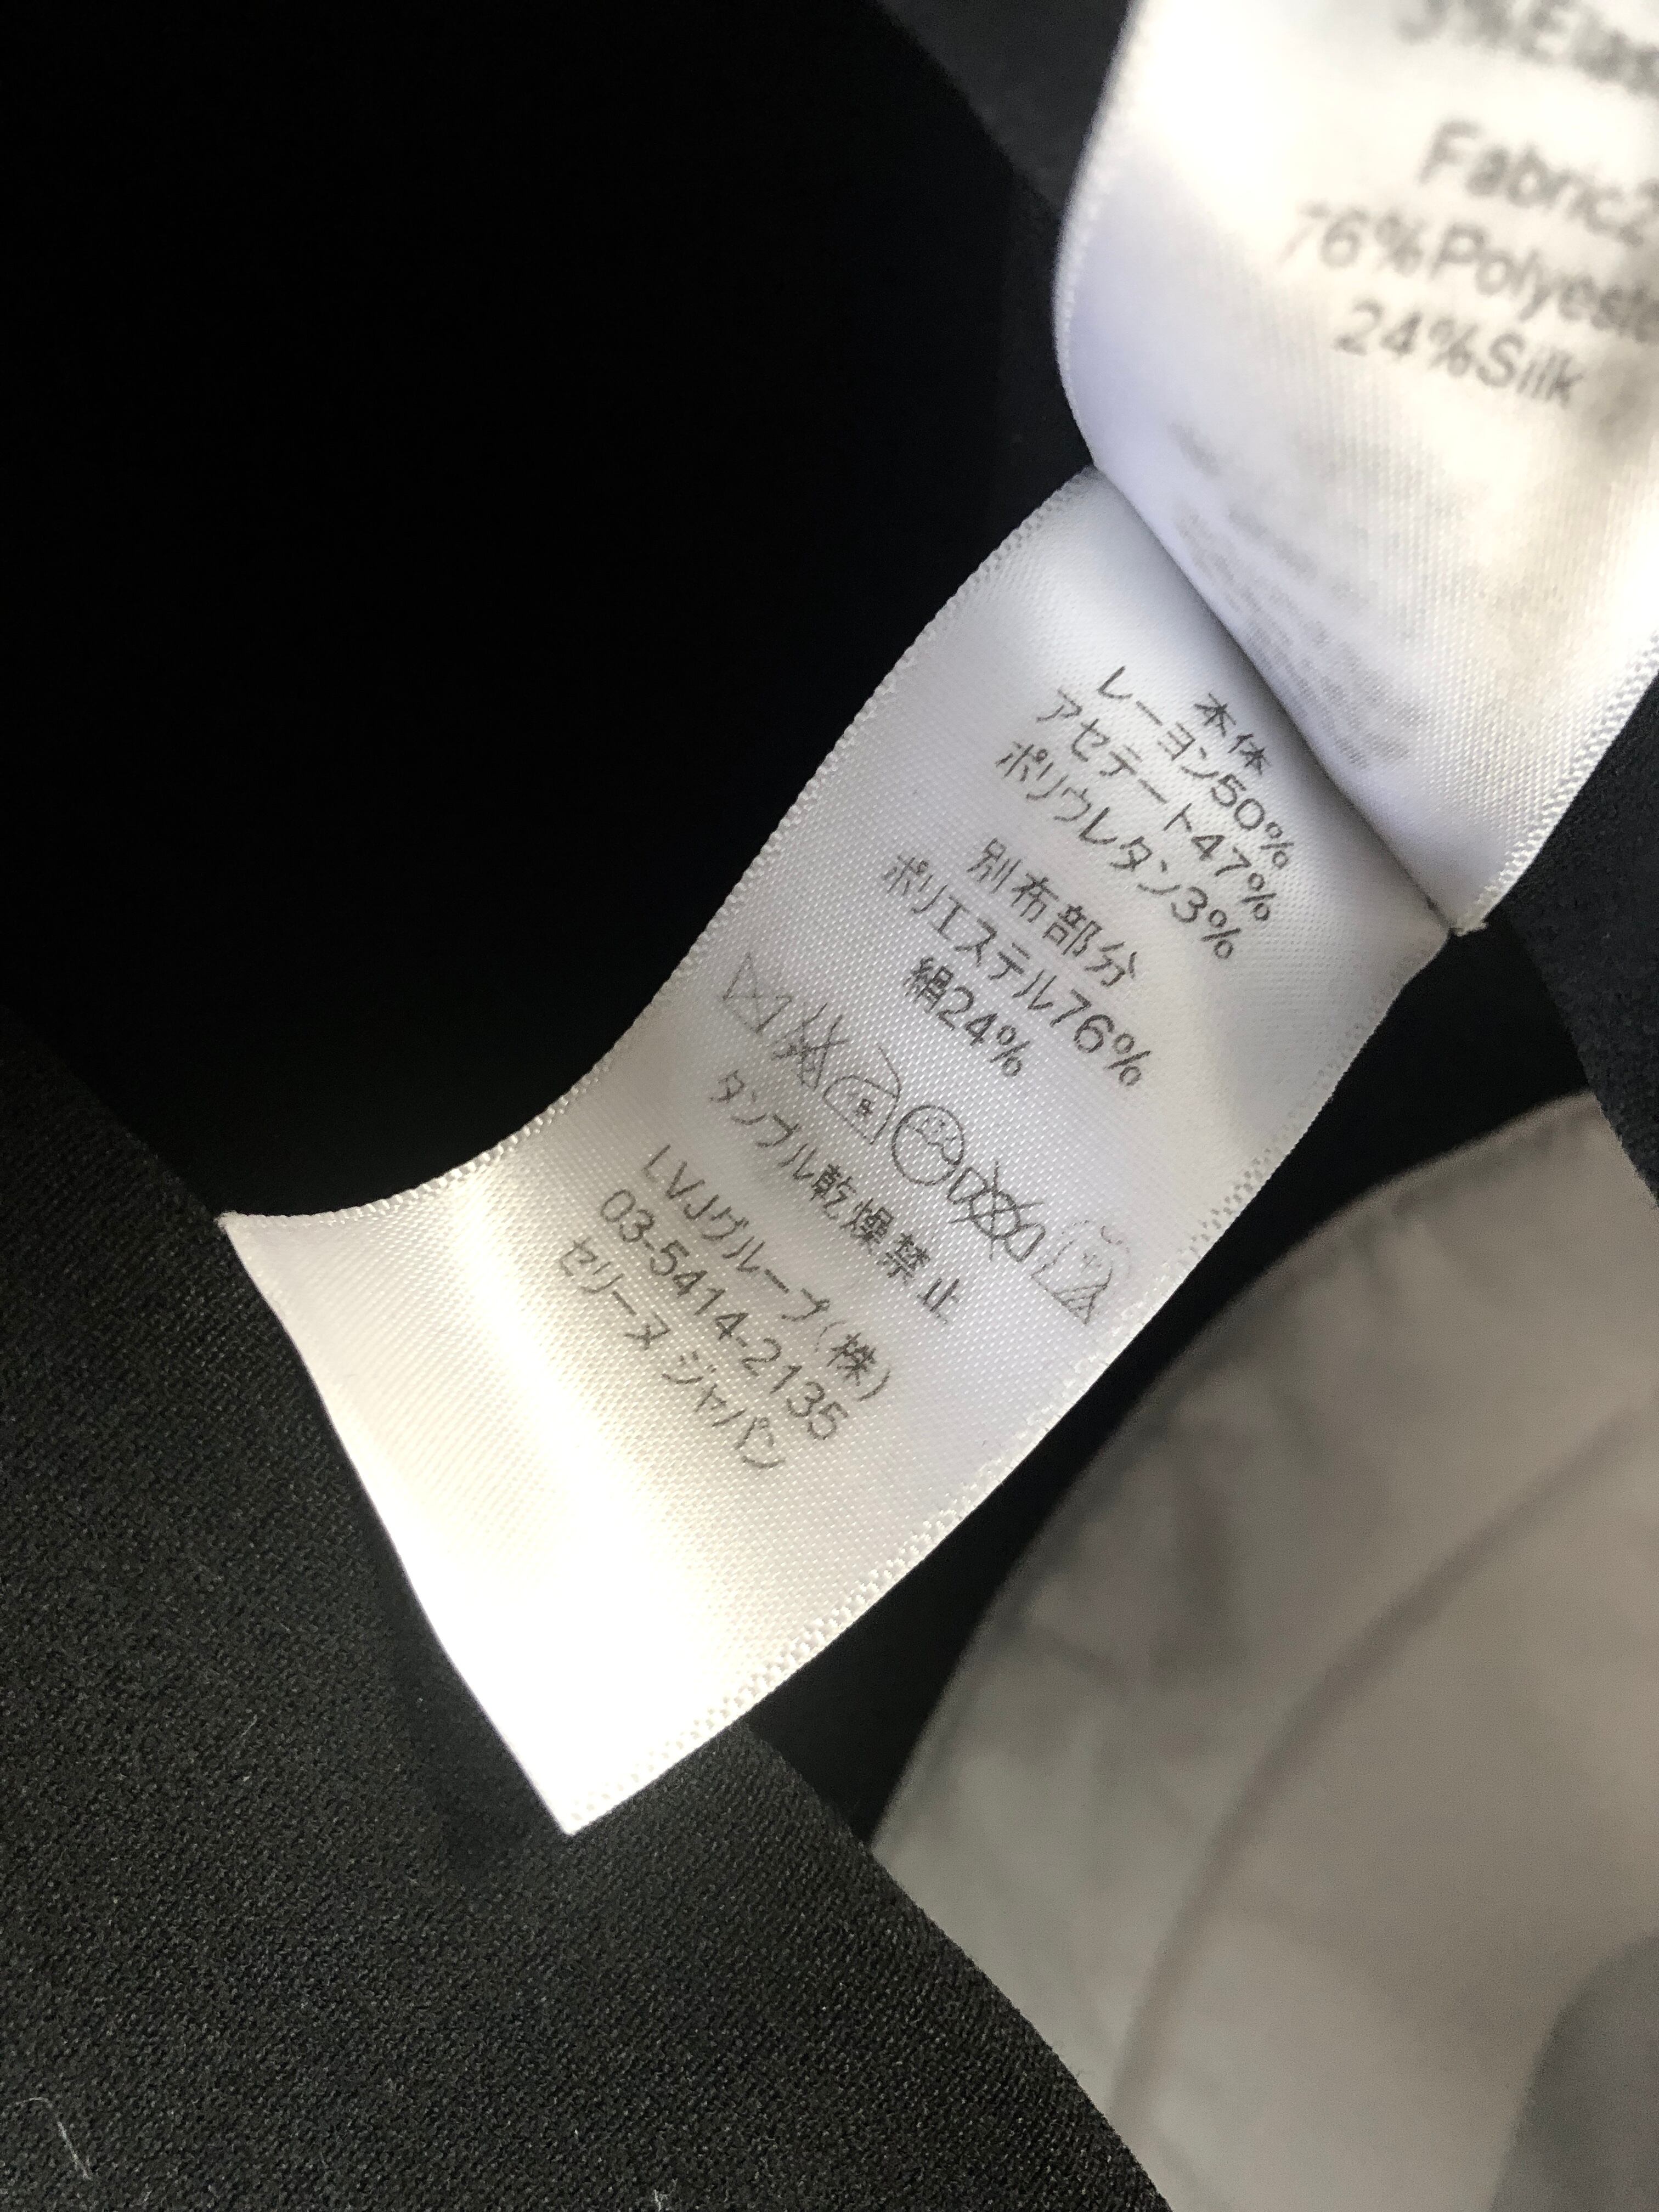 Fabric2
76%Polyeste
24%Silk
本体
レーヨン50%
アセテート47%
ポリウレタン3%
別布部分
ポリエステル76%
絹24%
タンブル乾燥禁止
LVJグループ(株)
03-5414-2135
セリーヌ ジャパン